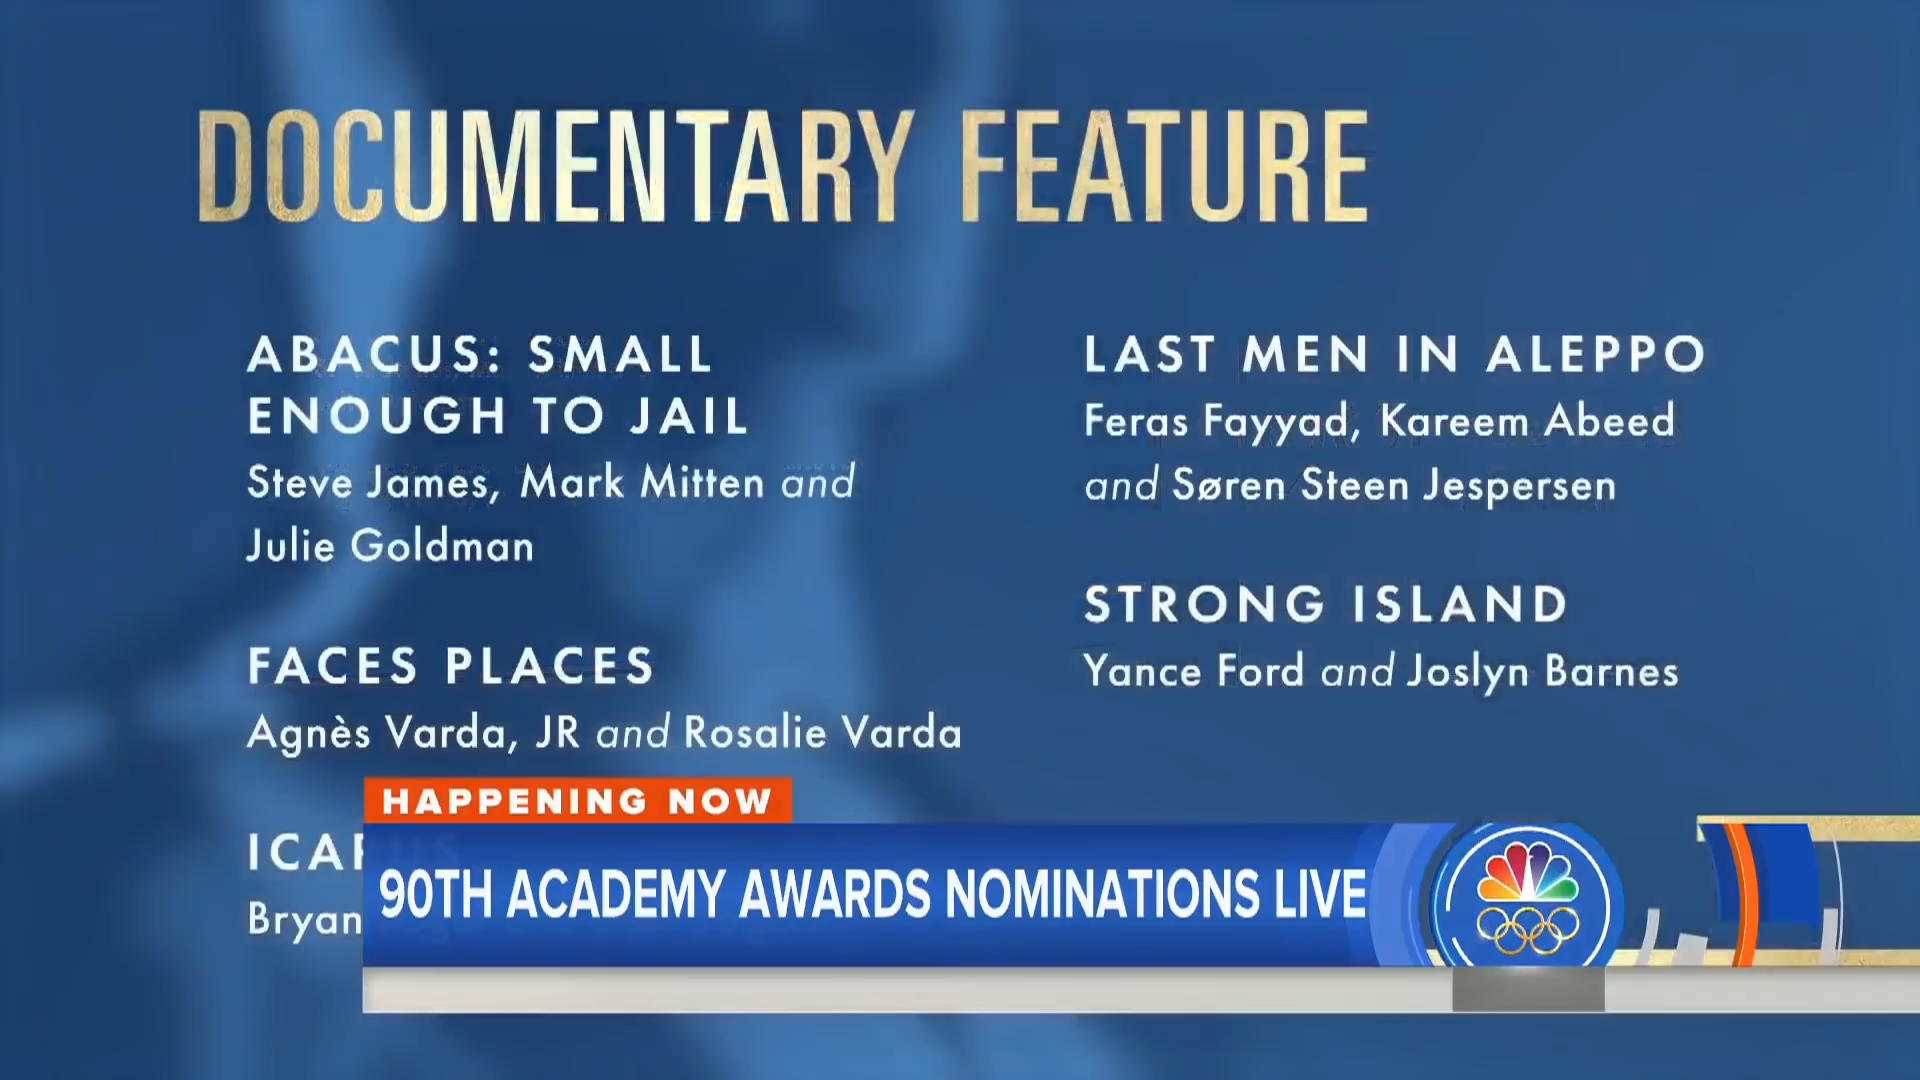 DOCUMENTARY FEATURE
ABACUS: SMALL
ENOUGH TO JAIL
Steve James, Mark Mitten and
Julie Goldman
FACES PLACES
Agnès Varda, JR and Rosalie Varda
ICARUS
Bryan
LAST MEN IN ALEPPO
Feras Fayyad, Kareem Abeed
and Søren Steen Jespersen
STRONG ISLAND
Yance Ford and Joslyn Barnes
HAPPENING NOW
90TH ACADEMY AWARDS NOMINATIONS LIVE